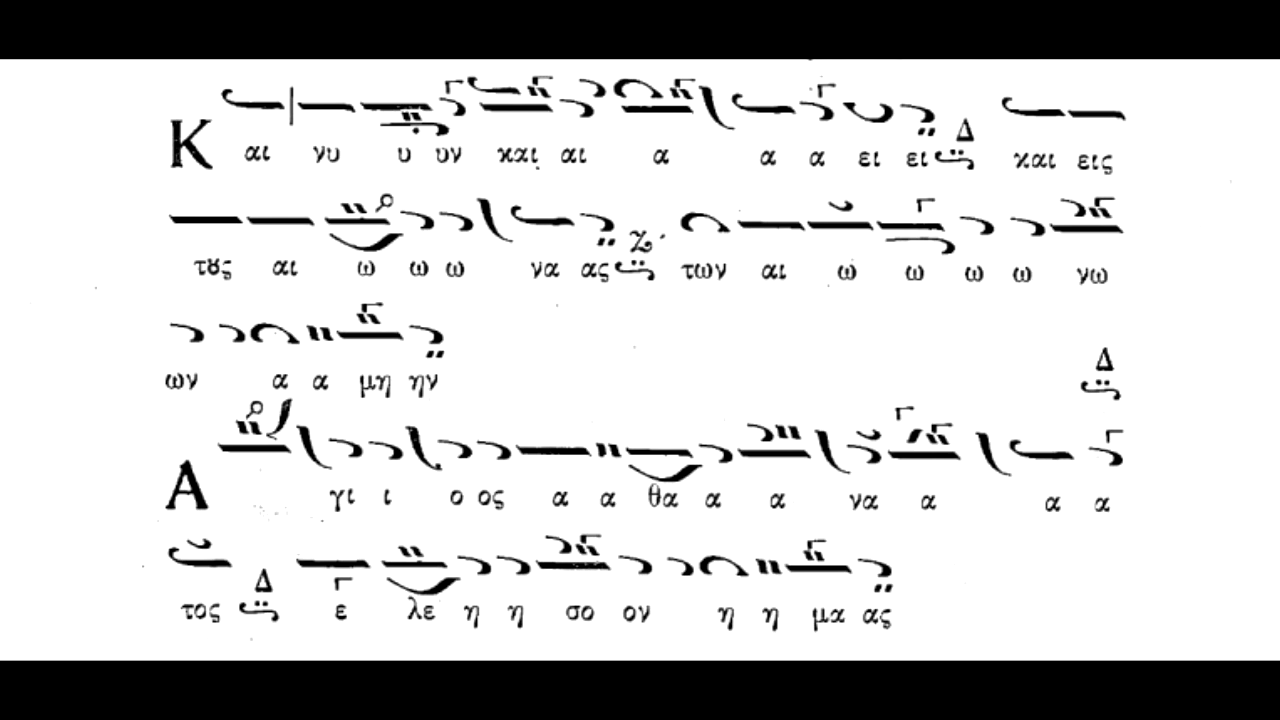 Και νυ υ υν και αι α α α ει ει Δ και εις
τȣς αι ω ω ω να ας Ζ των αι ω ω ω ω νω
ων α α μη ην Δ
Α γι ι ο ος α α θα α α να α α α
τος Δ ε λε η η σο ον η η μα ας